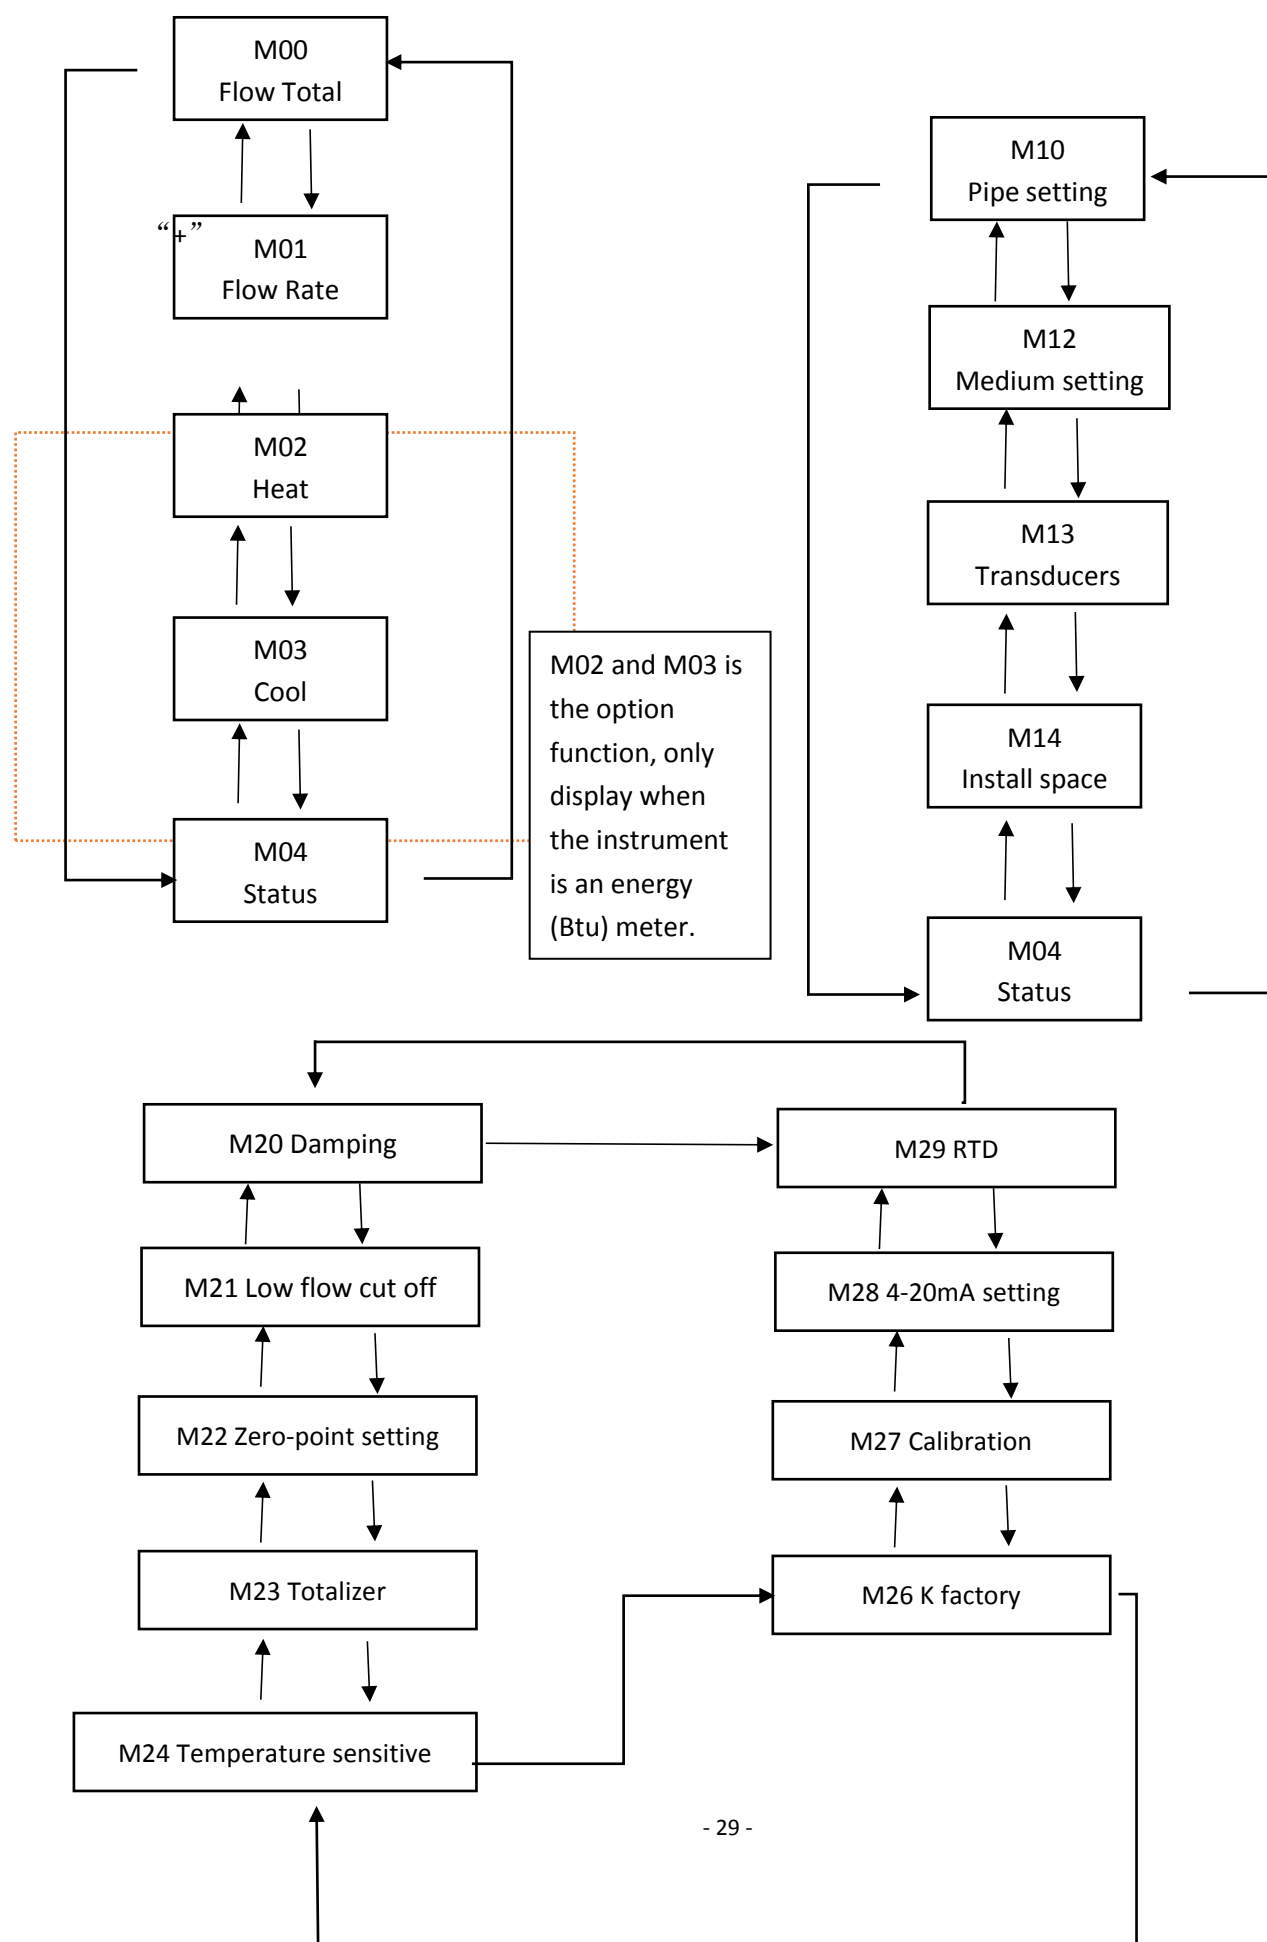 M00
Flow Total
“+”
M01
Flow Rate
M02
Heat
M03
Cool
M04
Status
M02 and M03 is
the option
function, only
display when
the instrument
is an energy
(Btu) meter.
M10
Pipe setting
M12
Medium setting
M13
Transducers
M14
Install space
M04
Status
M20 Damping
M21 Low flow cut off
M22 Zero-point setting
M23 Totalizer
M24 Temperature sensitive
M29 RTD
M28 4-20mA setting
M27 Calibration
M26 K factory
- 29 -